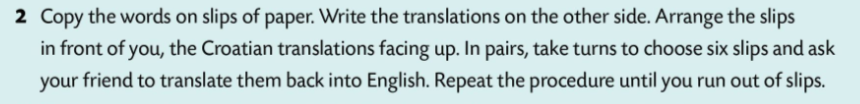 2 Copy the words on slips of paper. Write the translations on the other side. Arrange the slips
in front of you, the Croatian translations facing up. In pairs, take turns to choose six slips and ask
your friend to translate them back into English. Repeat the procedure until you run out of slips.